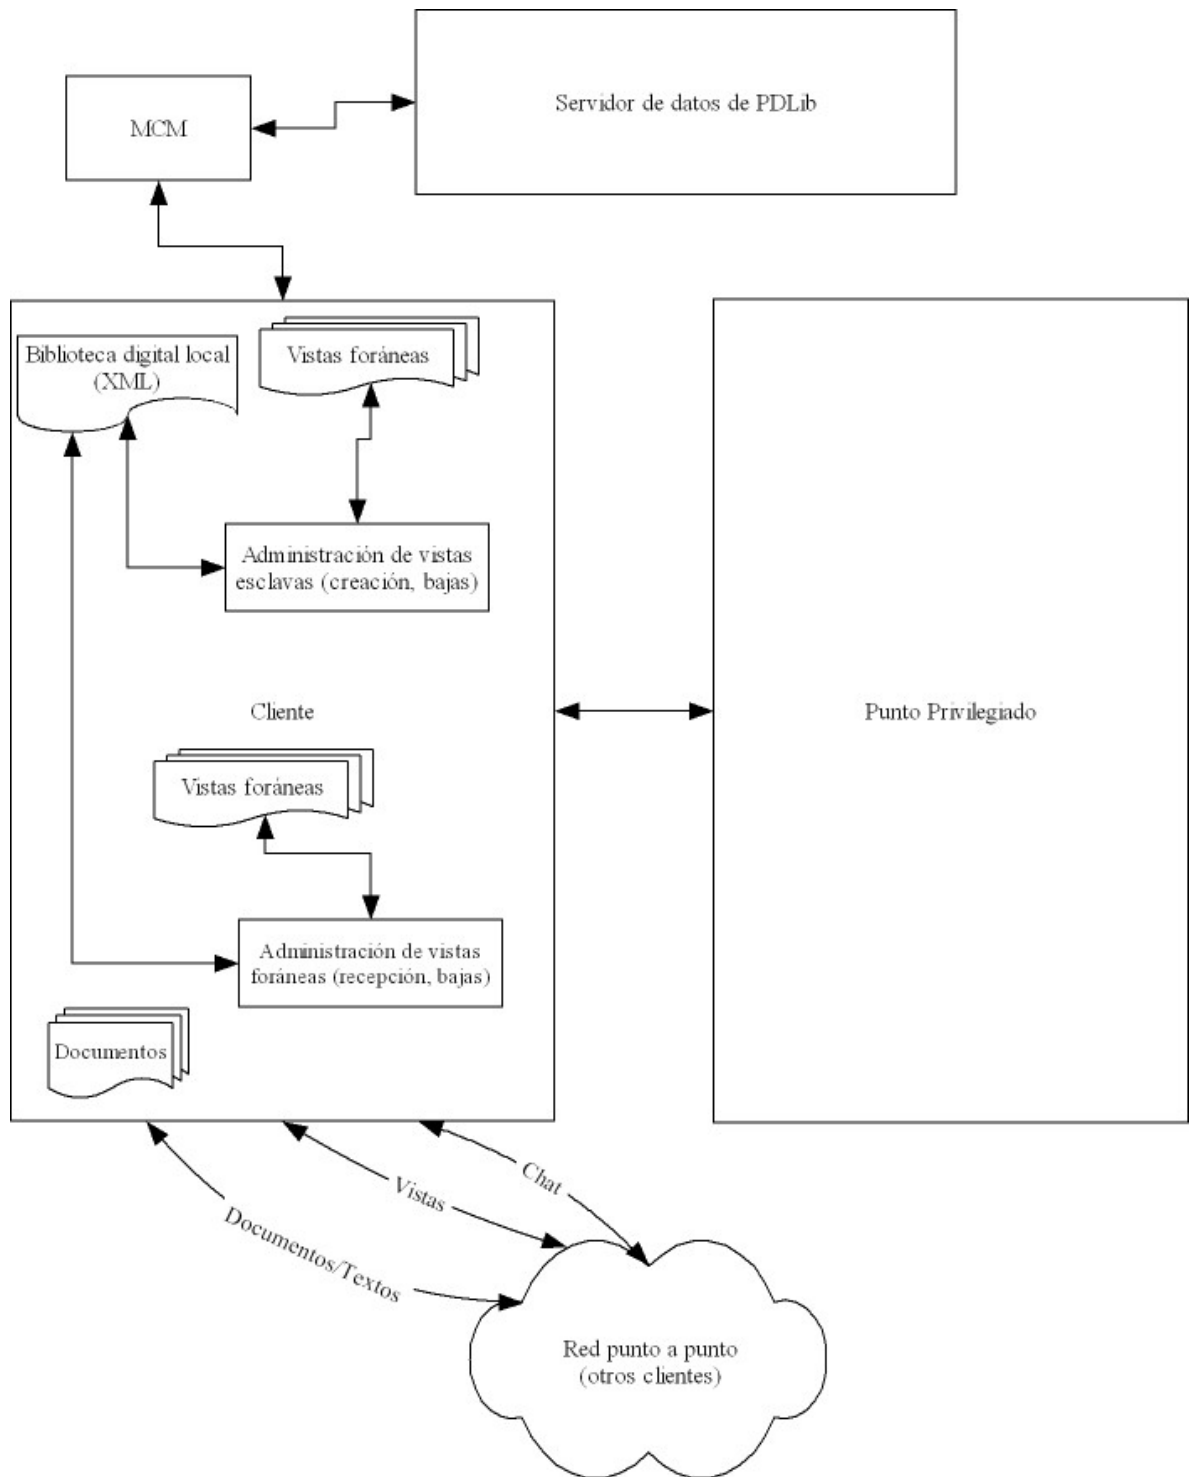 Servidor de datos de PDLib
MCM
Biblioteca digital local
(XML)
Vistas foráneas
Administración de vistas
esclavas (creación, bajas)
Cliente
Punto Privilegiado
Vistas foráneas
Administración de vistas
foráneas (recepción, bajas)
Documentos
Chat
Vistas
Documentos/Textos
Red punto a punto
(otros clientes)